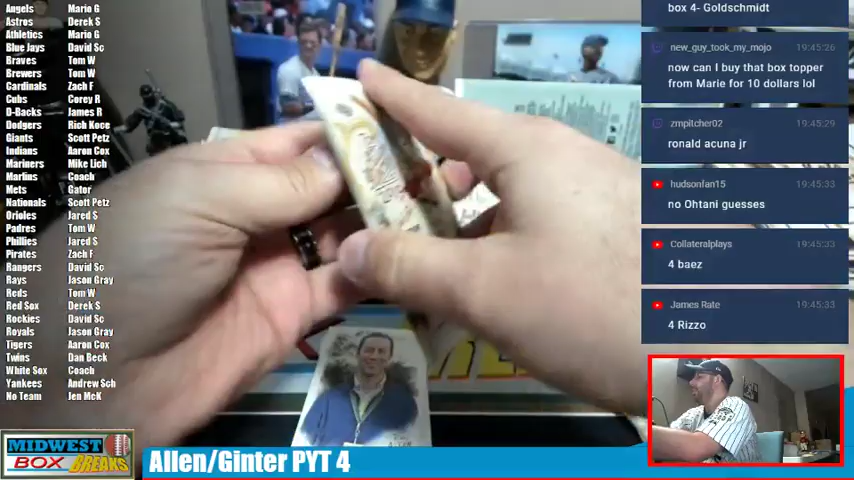 Angels Mario G
Astros Derek S
Athletics Mario G
Blue Jays David Sc
Braves Tom W
Brewers Tom W
Cardinals Zach F
Cubs Corey R
D-Backs James R
Dodgers Rich Koce
Giants Scott Petz
Indians Aaron Cox
Mariners Mike Lich
Marlins Coach
Mets Gator
Nationals Scott Petz
Orioles Jared S
Padres Tom W
Phillies Jared S
Pirates Zach F
Rangers David Sc
Rays Jason Gray
Reds Tom W
Red Sox Derek S
Rockies David Sc
Royals Jason Gray
Tigers Aaron Cox
Twins Dan Beck
White Sox Coach
Yankees Andrew Sch
No Team Jen McK
box 4- Goldschmidt
new_guy_took_my_mojo 19:45:26
now can I buy that box topper
from Marie for 10 dollars lol
zmpitcher02 19:45:29
ronald acuna jr
hudsonfan15 19:45:33
no Ohtani guesses
Collateralplays 19:45:33
4 baez
James Rate 19:45:33
4 Rizzo
MIDWEST
BOX BREAKS
Allen/Ginter PYT 4